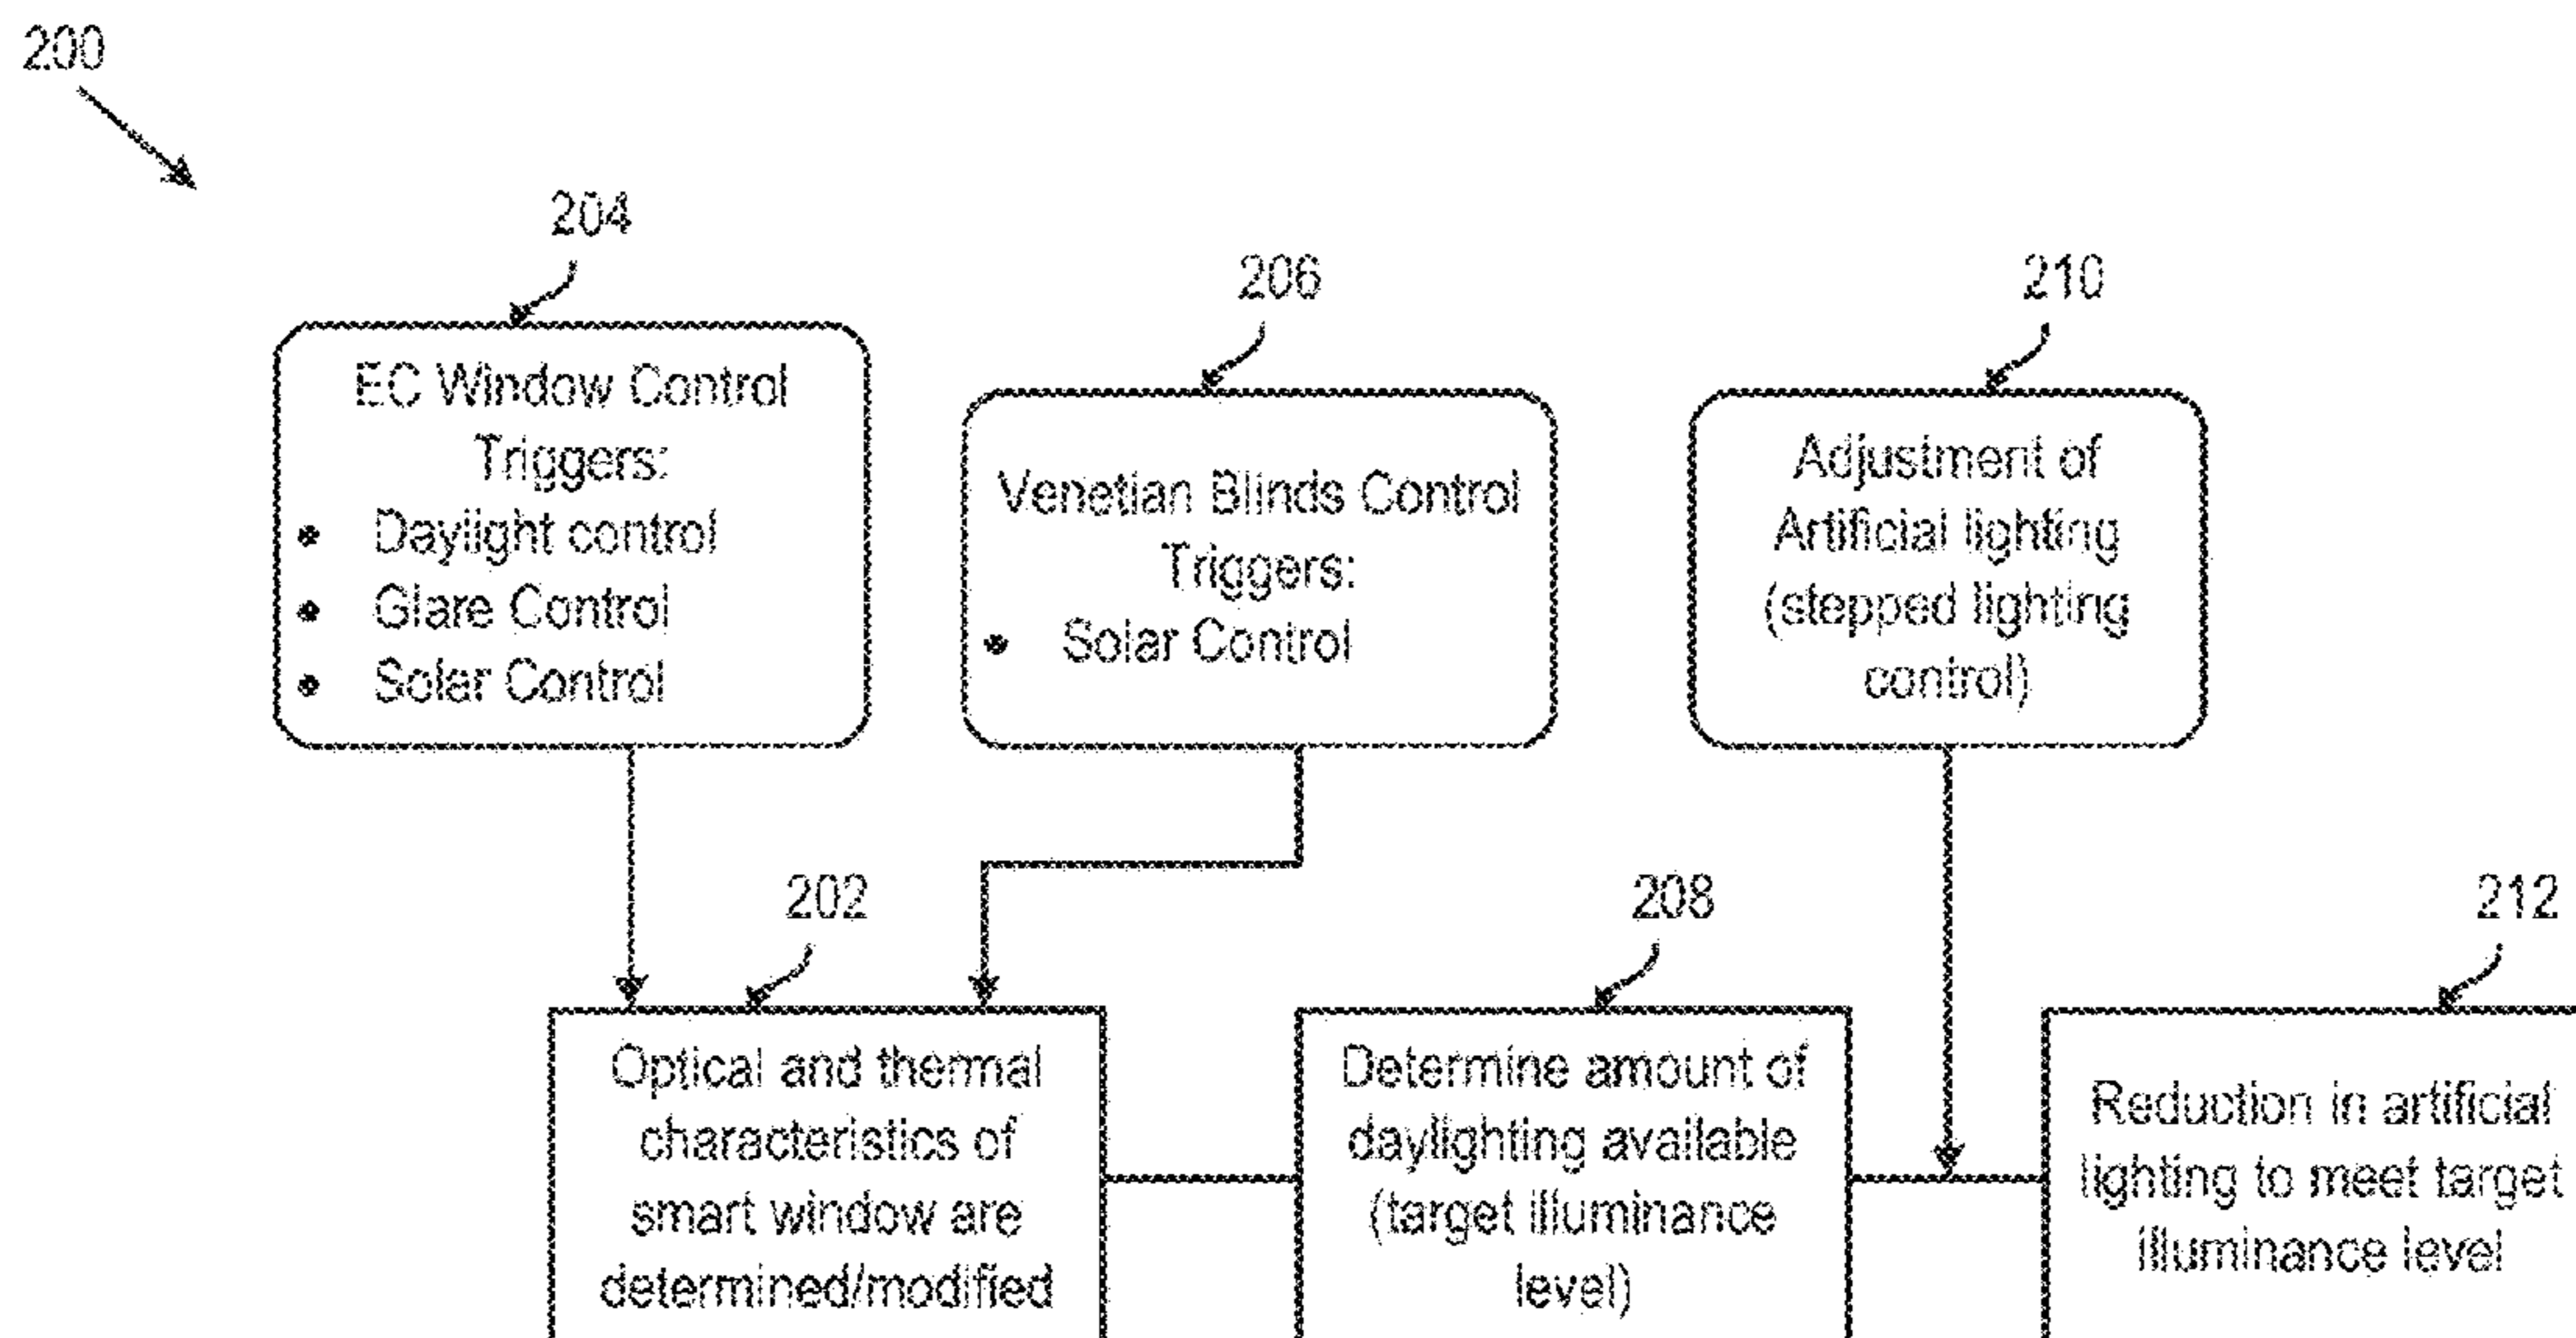 200
204
EC Window Control
Triggers:
• Daylight control
• Glare Control
• Solar Control
206
Venetian Blinds Control
Triggers:
• Solar Control
210
Adjustment of
Artificial lighting
(stepped lighting
control)
202
Optical and thermal
characteristics of
smart window are
determined/modified
208
Determine amount of
daylighting available
(target illuminance
level)
212
Reduction in artificial
lighting to meet target
illuminance level